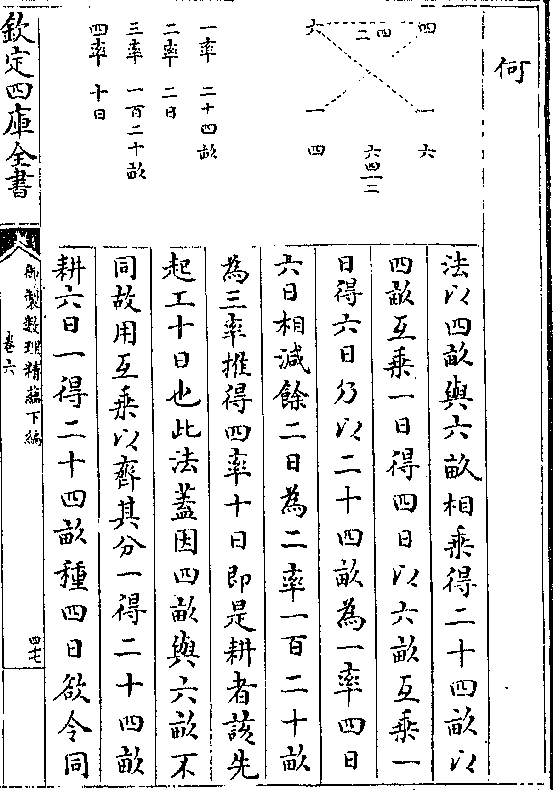 何
四 一 六
四三 六四一三
六 一 四
一率 二十四畝
二率 二日
三率 一百二十畝
四率 十日
法以四畝與六畝相乘得二十四畝以
四畝互乘一日得四日以六畝互乘一
日得六日乃以二十四畝為一率四日
六日相減餘二日為二率一百二十畝
為三率推得四率十日即是耕者該先
起工十日也此法葢因四畝與六畝不
同故用互乘以齊其分一得二十四畝
耕六日一得二十四畝種四日欲令同
欽定四庫全書
御製數理精蘊下編
卷六
四七